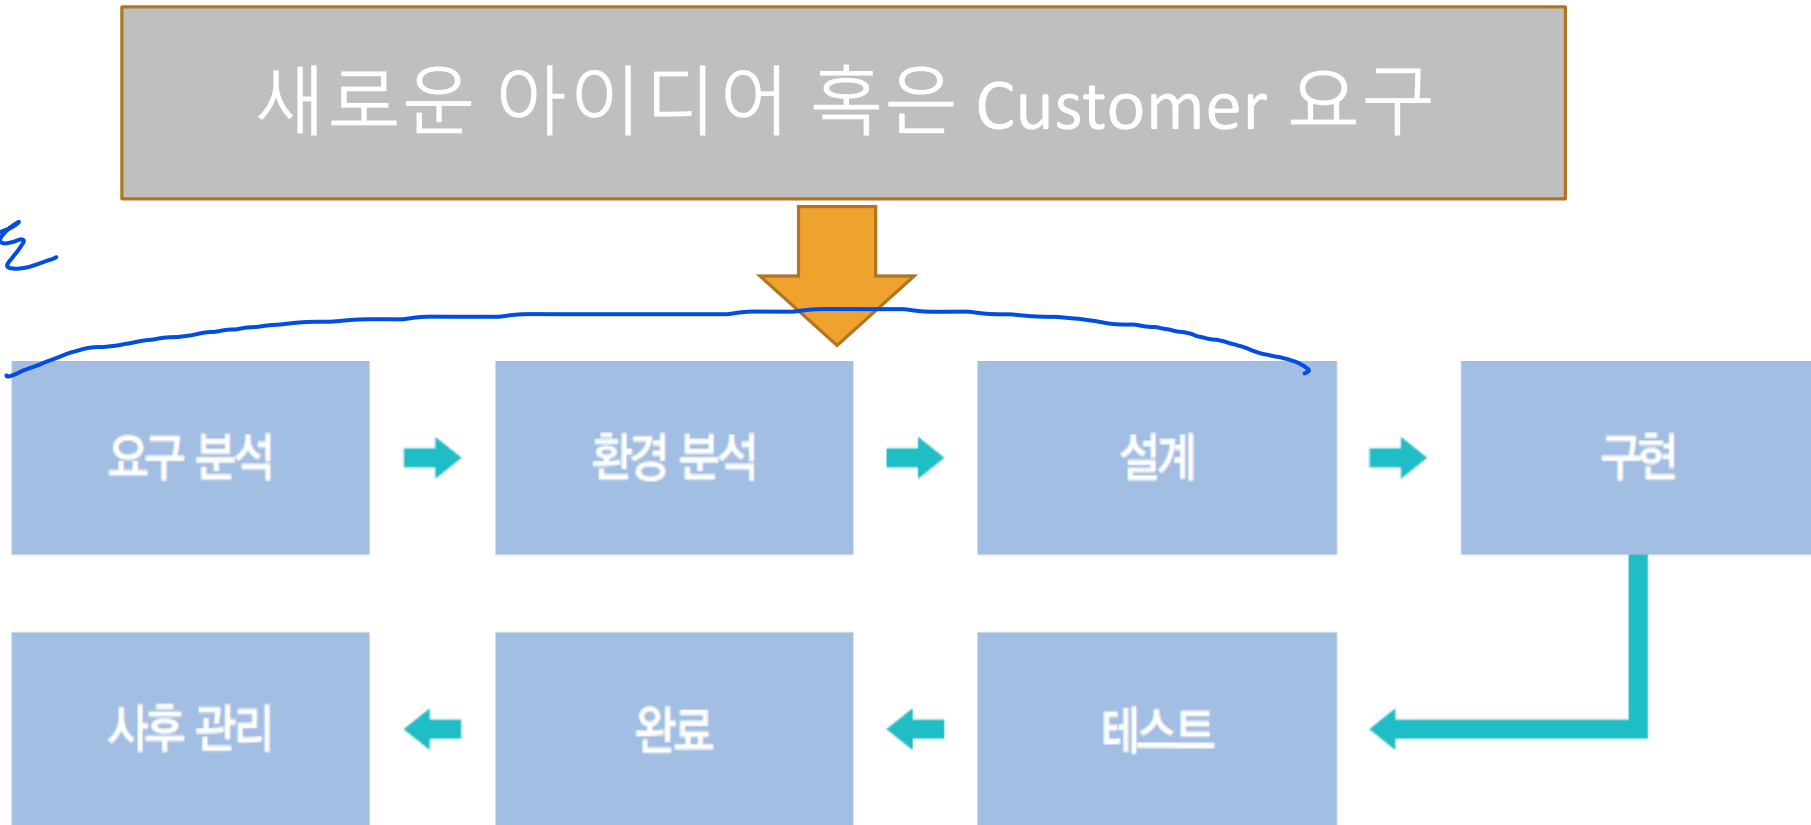 새로운 아이디어 혹은 Customer 요구
요구 분석
환경 분석
설계
구현
테스트
완료
사후 관리